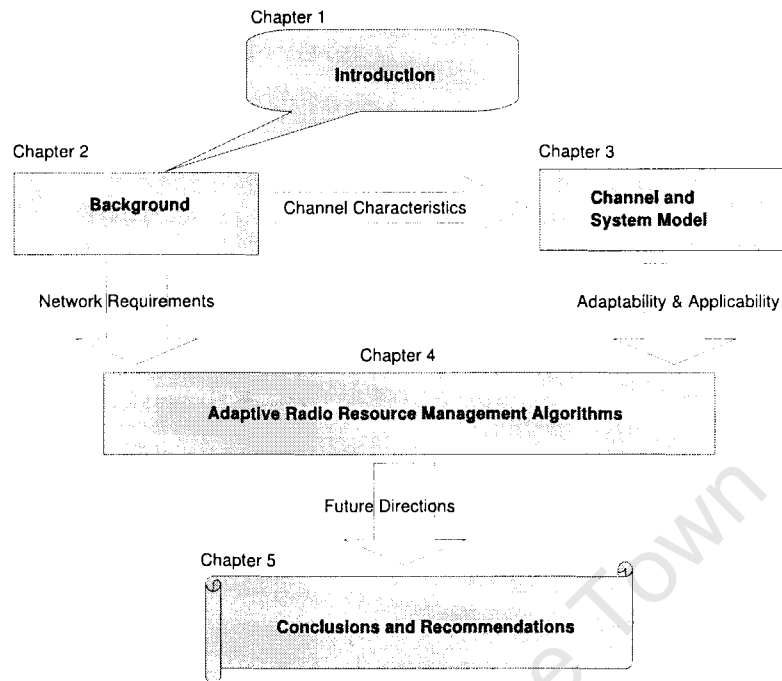 Chapter 1
Introduction
Chapter 2
Chapter 3
Background
Channel Characteristics
Channel and
System Model
Network Requirements
Adaptability & Applicability
Chapter 4
Adaptive Radio Resource Management Algorithms
Future Directions
Chapter 5
Conclusions and Recommendations
Town